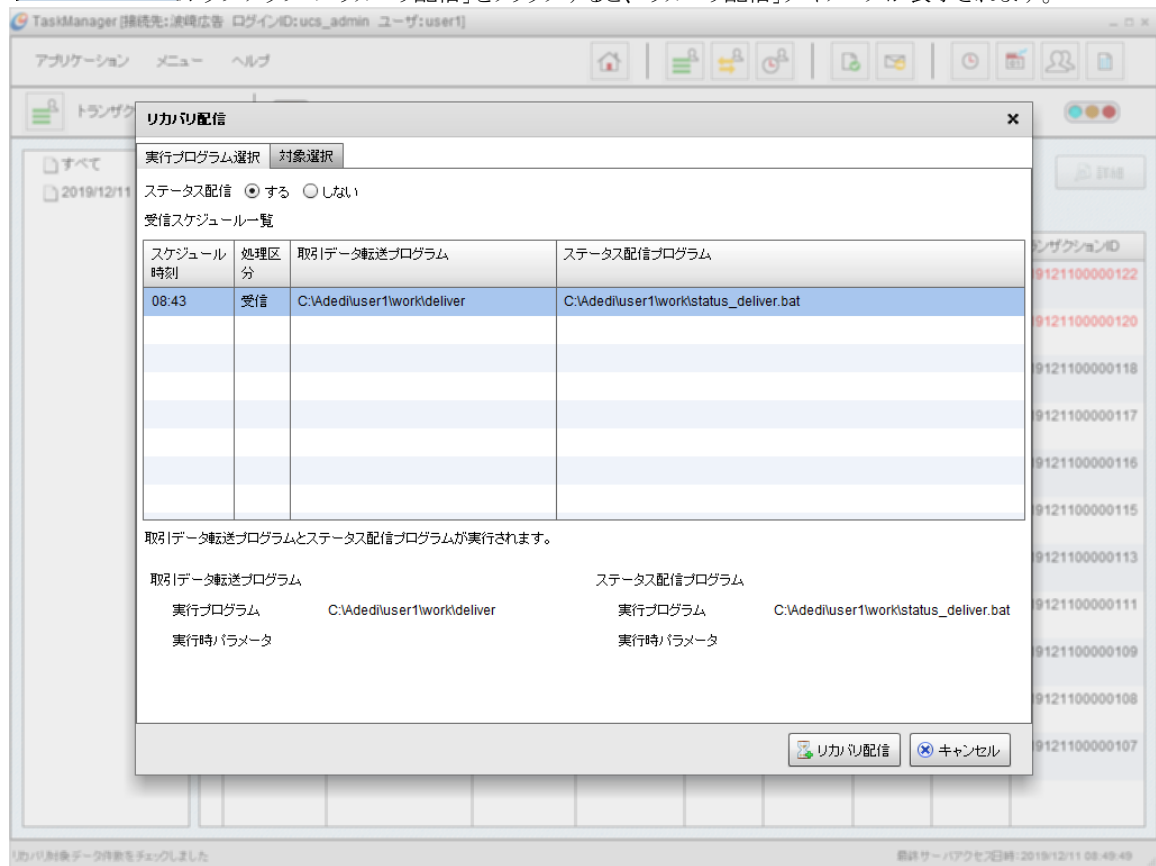 TaskManager [接続先:波崎広告 ログインID:ucs_admin ユーザ:user1]
アプリケーション メニュー ヘルプ
トランザク
リカバリ配信
すべて
2019/12/11
詳細
実行プログラム選択 対象選択
ステータス配信 する しない
受信スケジュール一覧
スケジュール時刻 処理区分 取引データ転送プログラム ステータス配信プログラム
08:43 受信 C:\Adedi\user1\work\deliver C:\Adedi\user1\work\status_deliver.bat
ンザクションID
9121100000122
9121100000120
9121100000118
9121100000117
9121100000116
9121100000115
9121100000113
9121100000111
9121100000109
9121100000108
9121100000107
取引データ転送プログラムとステータス配信プログラムが実行されます。
取引データ転送プログラム ステータス配信プログラム
実行プログラム C:\Adedi\user1\work\deliver 実行プログラム C:\Adedi\user1\work\status_deliver.bat
実行時パラメータ 実行時パラメータ
リカバリ配信 キャンセル
リカバリ対象データ件数をチェックしました 最終サーバアクセス日時:2019/12/11 08:49:49